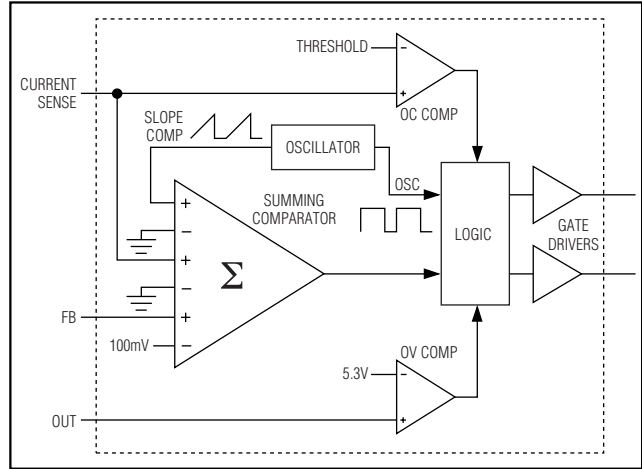 THRESHOLD
−
CURRENT
SENSE
+
OC COMP
SLOPE
COMP
OSCILLATOR
OSC
+
SUMMING
COMPARATOR
−
+
Σ
LOGIC
GATE
DRIVERS
−
FB
+
100mV
−
OV COMP
5.3V
−
OUT
+